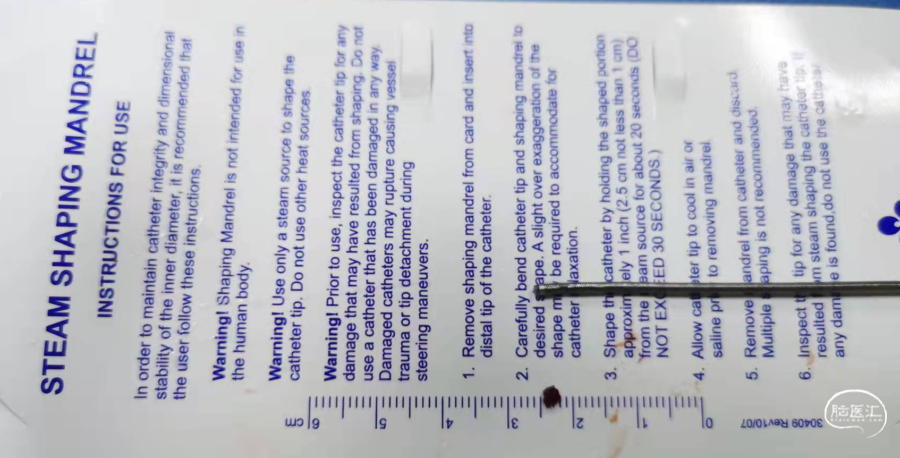 STEAM SHAPING MANDREL
INSTRUCTIONS FOR USE
In order to maintain catheter integrity and dimensional
stability of the inner diameter, it is recommended that
the user follow these instructions.
Warning! Shaping Mandrel is not intended for use in
the human body.
Warning! Use only a steam source to shape the
catheter tip. Do not use other heat sources.
Warning! Prior to use, inspect the catheter tip for any
damage that may have resulted from shaping. Do not
use a catheter that has been damaged in any way.
Damaged catheters may rupture causing vessel
trauma or tip detachment during
steering maneuvers.
1. Remove shaping mandrel from card and insert into
distal tip of the catheter.
2. Carefully bend catheter tip and shaping mandrel to
desired shape. A slight over exaggeration of the
shape may be required to accommodate for
catheter relaxation.
3. Shape the catheter by holding the shaped portion
approximately 1 inch (2.5 cm not less than 1 cm)
from the steam source for about 20 seconds (DO
NOT EXCEED 30 SECONDS.)
4. Allow catheter tip to cool in air or
saline prior to removing mandrel.
5. Remove mandrel from catheter and discard.
Multiple shaping is not recommended.
6. Inspect the tip for any damage that may have
resulted from steam shaping the catheter tip. If
any damage is found,do not use the catheter
cm 6 5 4 3 2 1 0
30409 Rev10/07
脑医汇